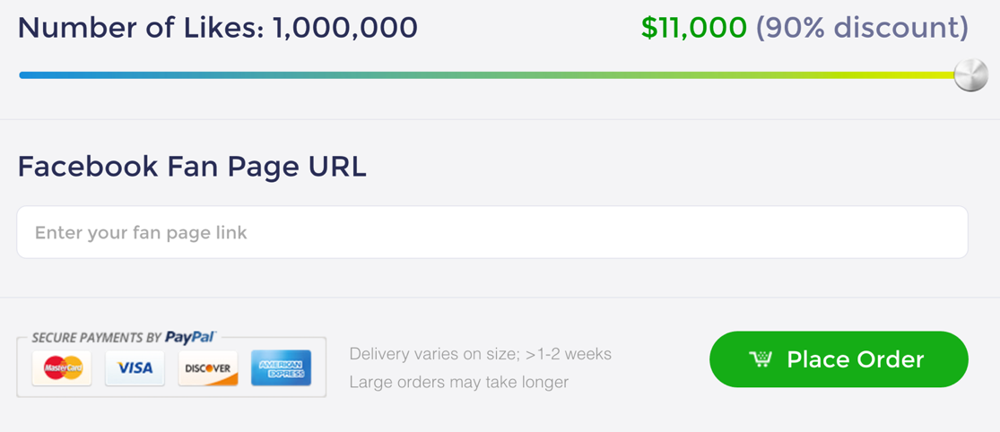 Number of Likes: 1,000,000 $11,000 (90% discount)
Facebook Fan Page URL
Enter your fan page link
SECURE PAYMENTS BY PayPal
MasterCard VISA DISCOVER AMERICAN EXPRESS
Delivery varies on size; >1-2 weeks
Large orders may take longer
Place Order